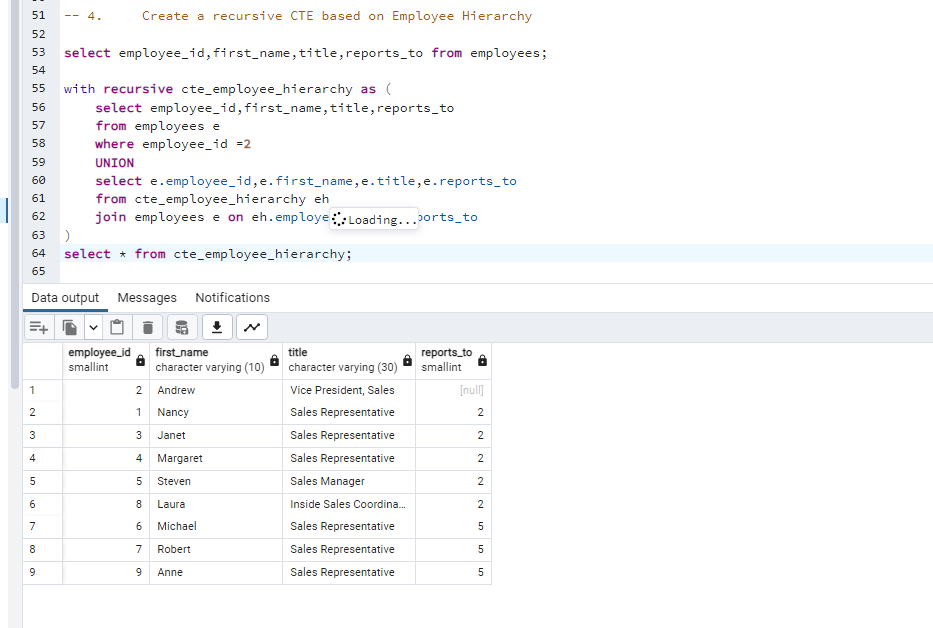 51 -- 4. Create a recursive CTE based on Employee Hierarchy
52
53 select employee_id,first_name,title,reports_to from employees;
54
55 with recursive cte_employee_hierarchy as (
56 select employee_id,first_name,title,reports_to
57 from employees e
58 where employee_id =2
59 UNION
60 select e.employee_id,e.first_name,e.title,e.reports_to
61 from cte_employee_hierarchy eh
62 join employees e on eh.employe Loading... ports_to
63 )
64 select * from cte_employee_hierarchy;
65
Data output Messages Notifications
employee_id first_name title reports_to
smallint character varying (10) character varying (30) smallint
1 2 Andrew Vice President, Sales [null]
2 1 Nancy Sales Representative 2
3 3 Janet Sales Representative 2
4 4 Margaret Sales Representative 2
5 5 Steven Sales Manager 2
6 8 Laura Inside Sales Coordina... 2
7 6 Michael Sales Representative 5
8 7 Robert Sales Representative 5
9 9 Anne Sales Representative 5